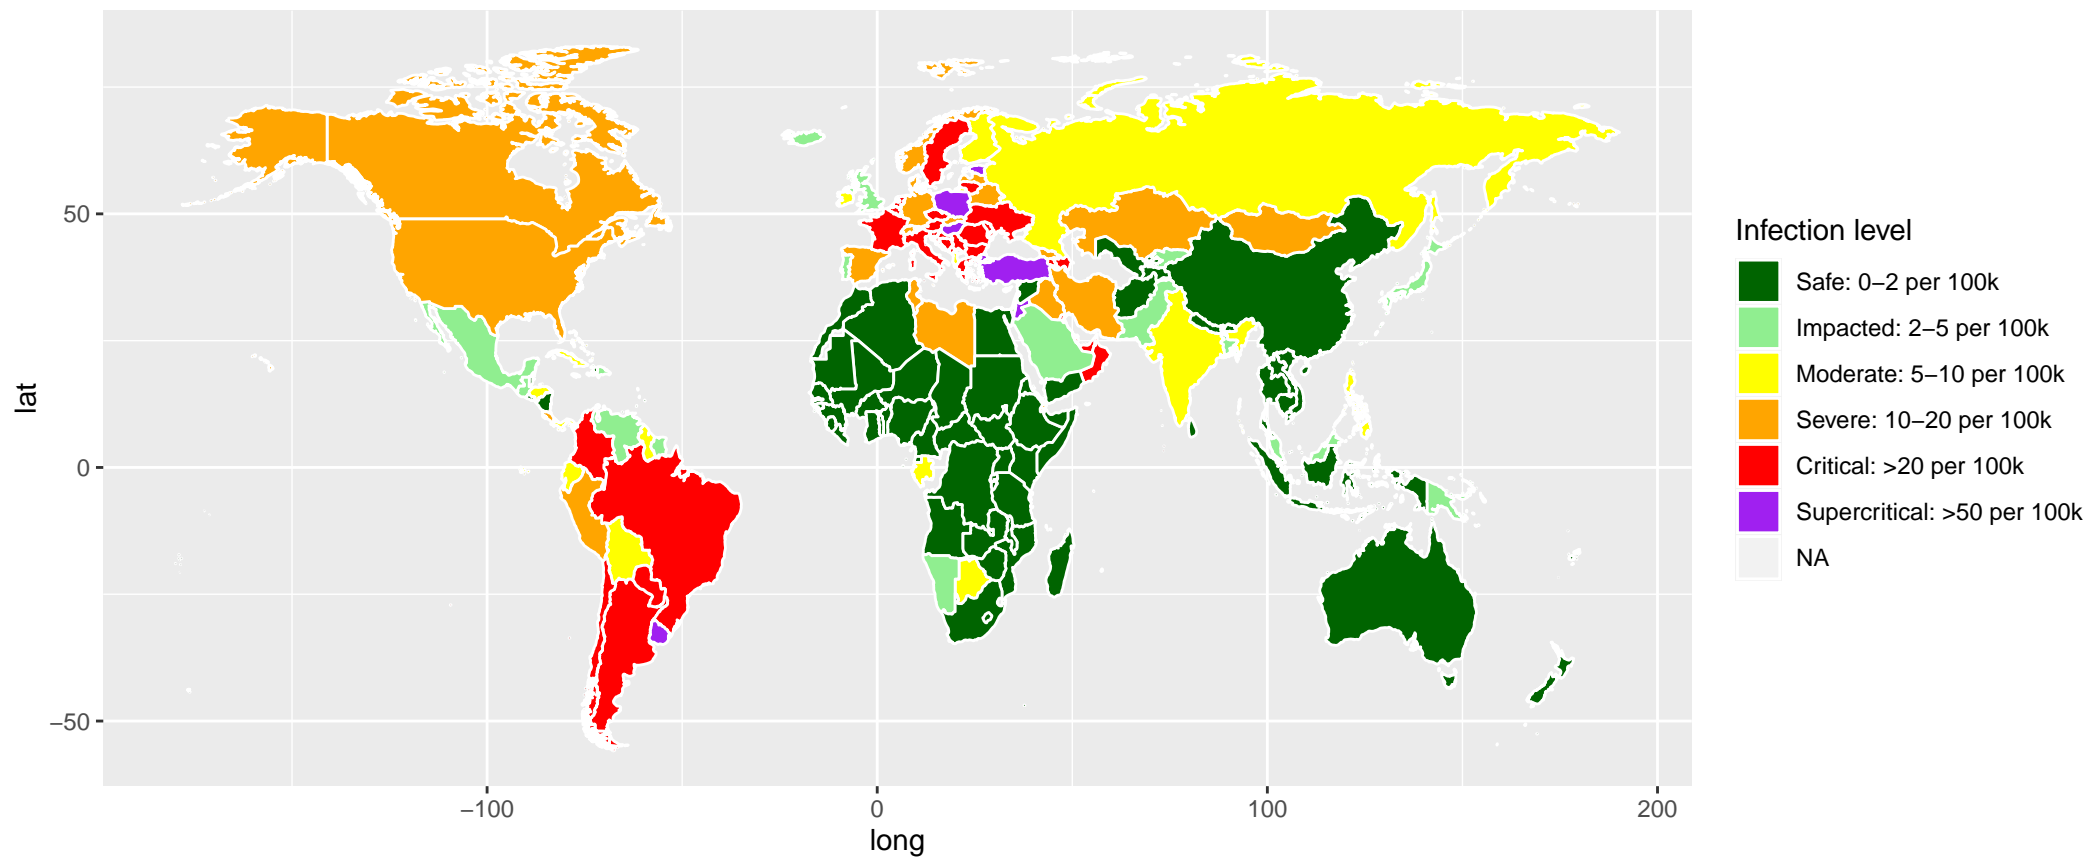 50
0
−50
lat
−100
0
100
200
long
Infection level
Safe: 0−2 per 100k
Impacted: 2−5 per 100k
Moderate: 5−10 per 100k
Severe: 10−20 per 100k
Critical: >20 per 100k
Supercritical: >50 per 100k
NA